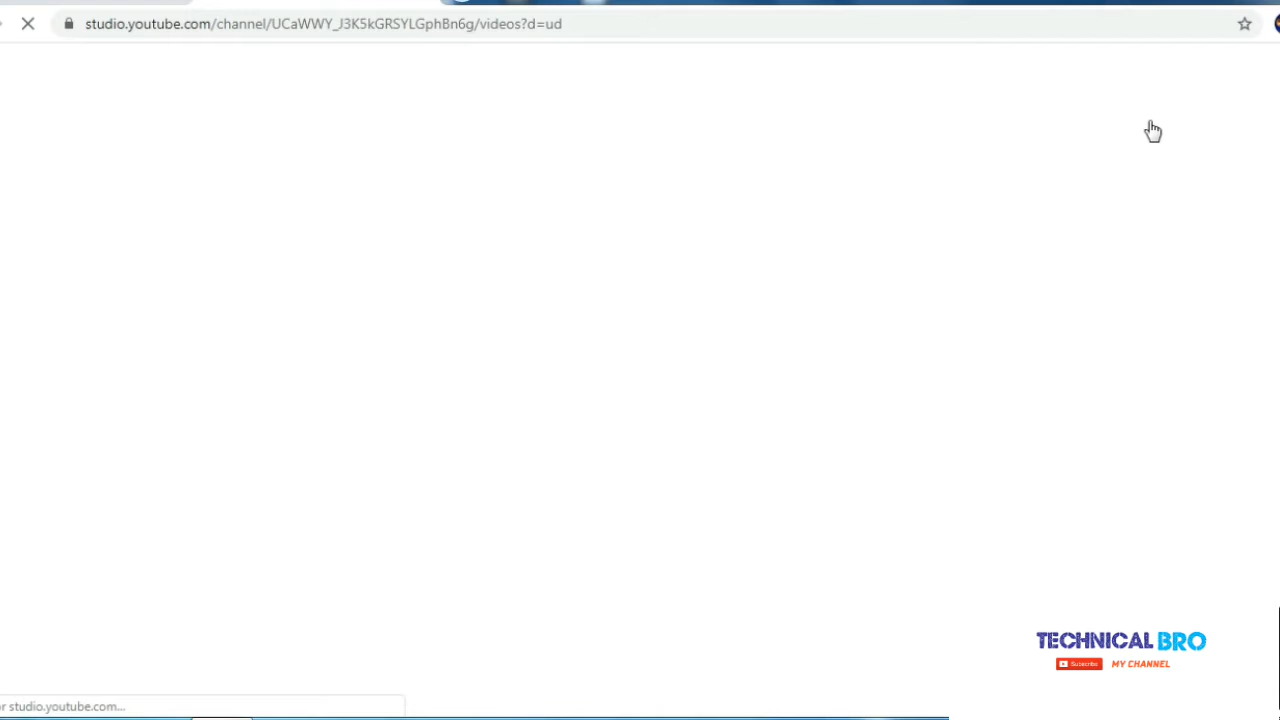 studio.youtube.com/channel/UCaWWY_J3K5kGRSYLGphBn6g/videos?d=ud
TECHNICAL BRO
Subscribe MY CHANNEL
r studio.youtube.com...